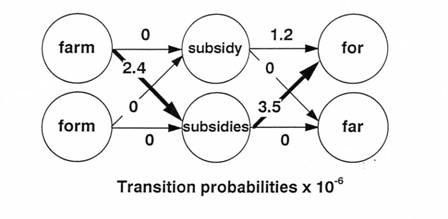 0 1.2
farm subsidy for
2.4 0
0 3.5
form subsidies far
0 0
Transition probabilities x 10-6